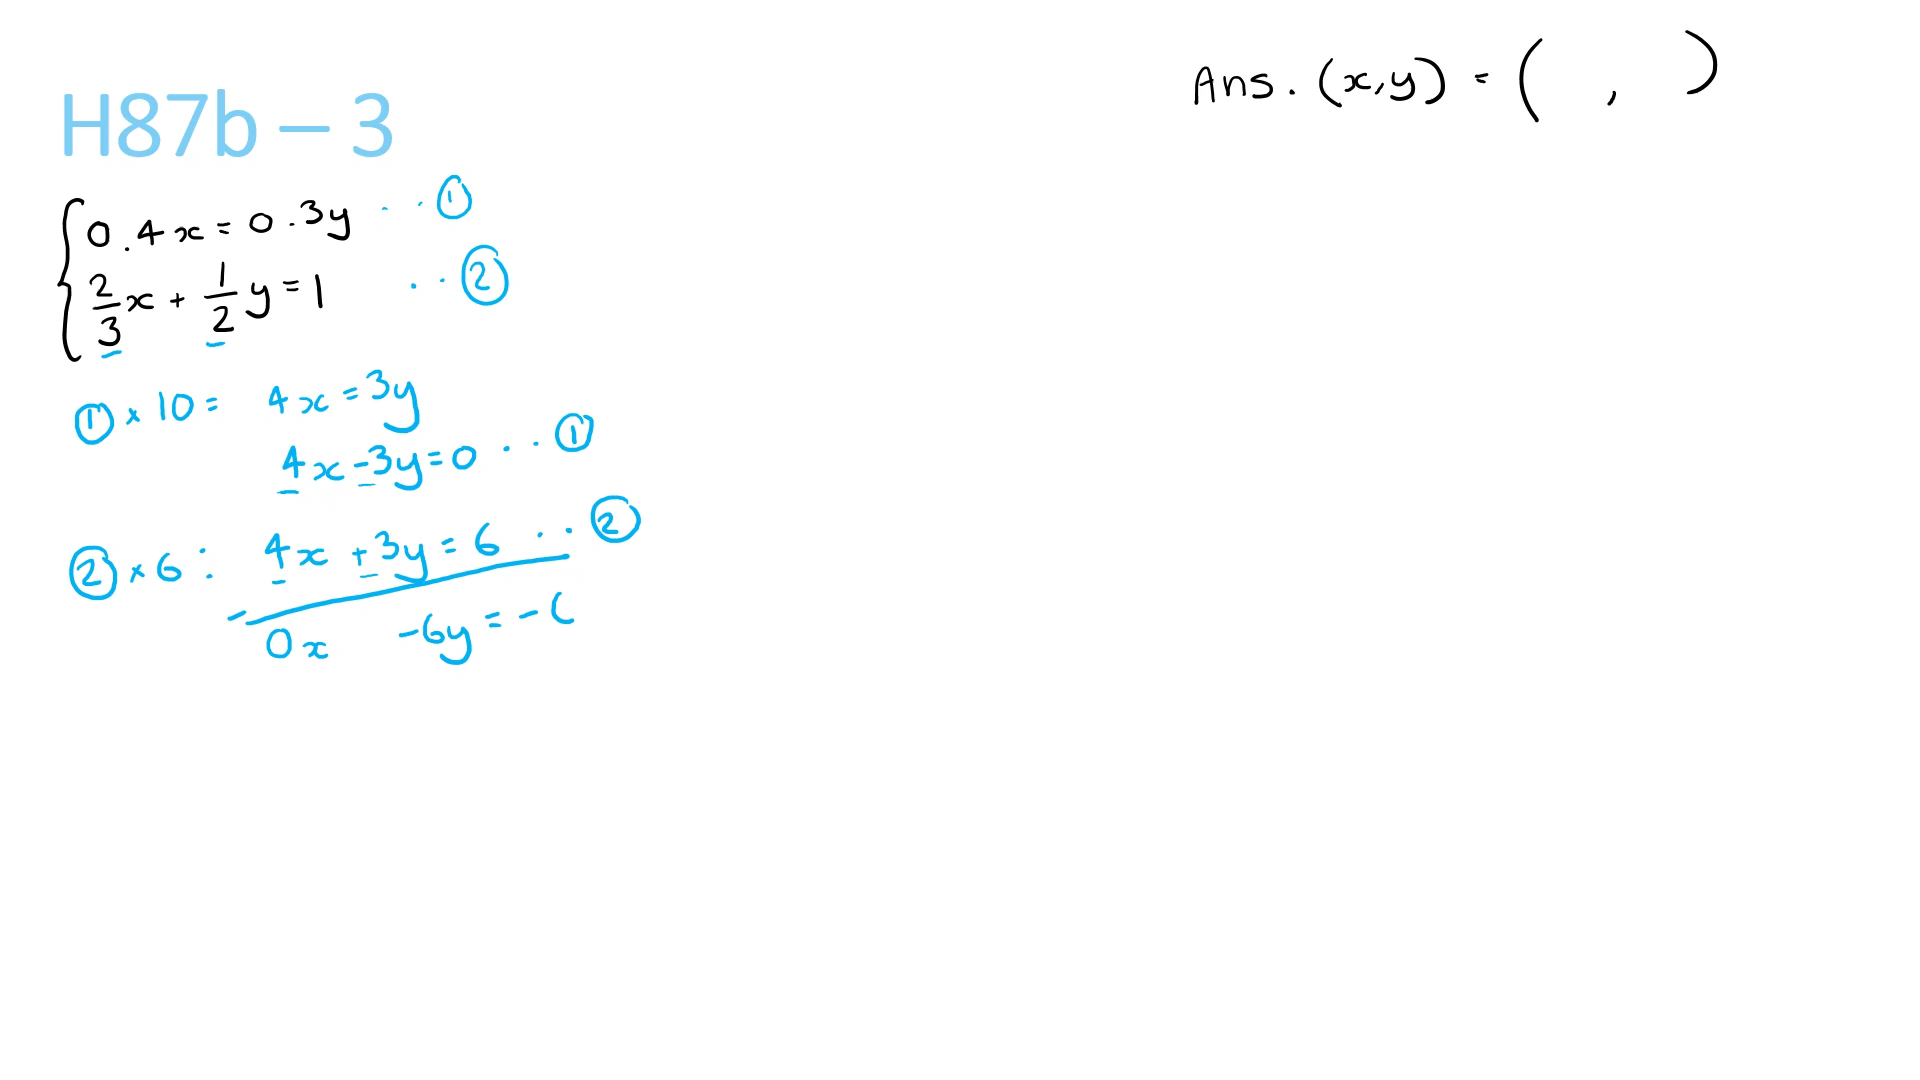 H87b – 3
Ans. (x,y) = ( , )
0.4x = 0.3y ..①
2/3x + 1/2y = 1 ..②
① × 10 = 4x = 3y
4x - 3y = 0 ..①
② × 6 : 4x + 3y = 6 ..②
-
0x -6y = -